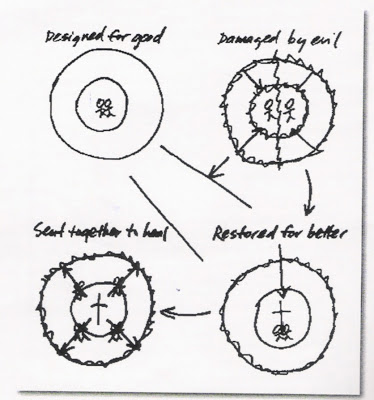 Designed for good
Damaged by evil
Sent together to heal
Restored for better